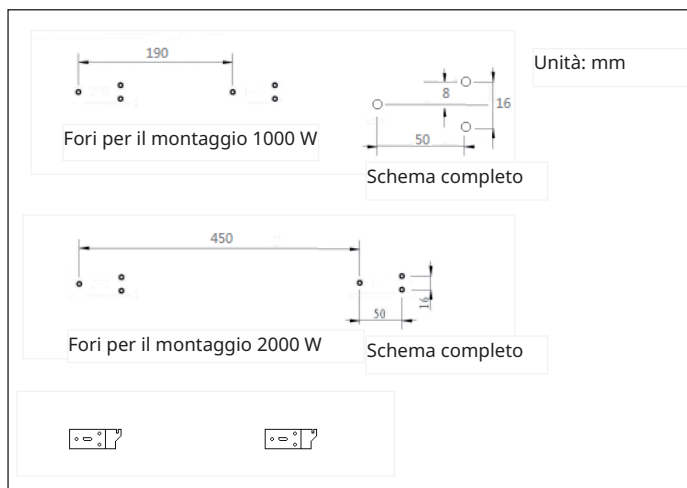 190
Unità: mm
8
16
50
Fori per il montaggio 1000 W
Schema completo
450
16
50
Fori per il montaggio 2000 W
Schema completo